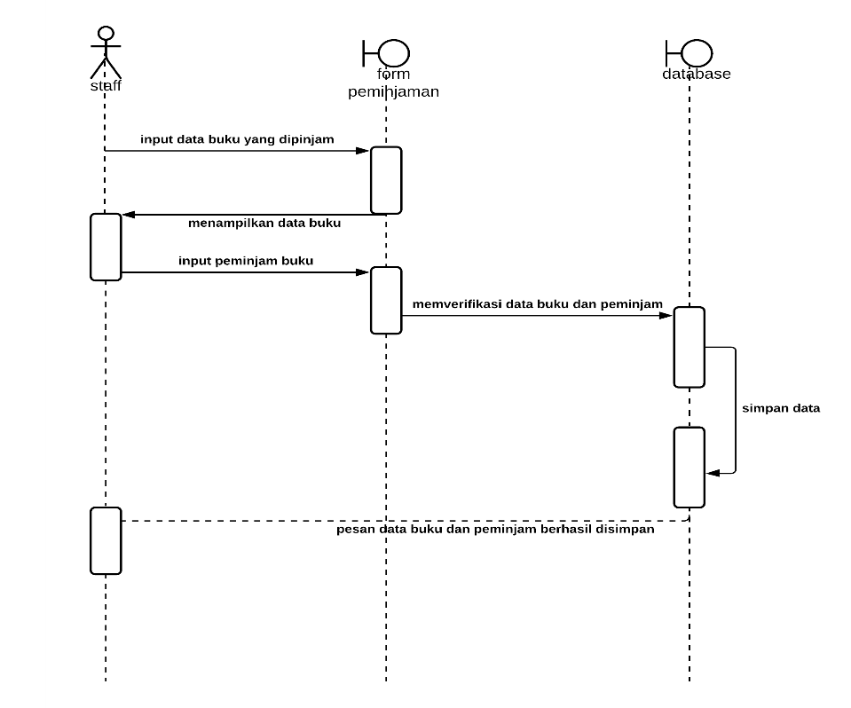 staff
form
peminjaman
database
input data buku yang dipinjam
menampilkan data buku
input peminjam buku
memverifikasi data buku dan peminjam
simpan data
pesan data buku dan peminjam berhasil disimpan